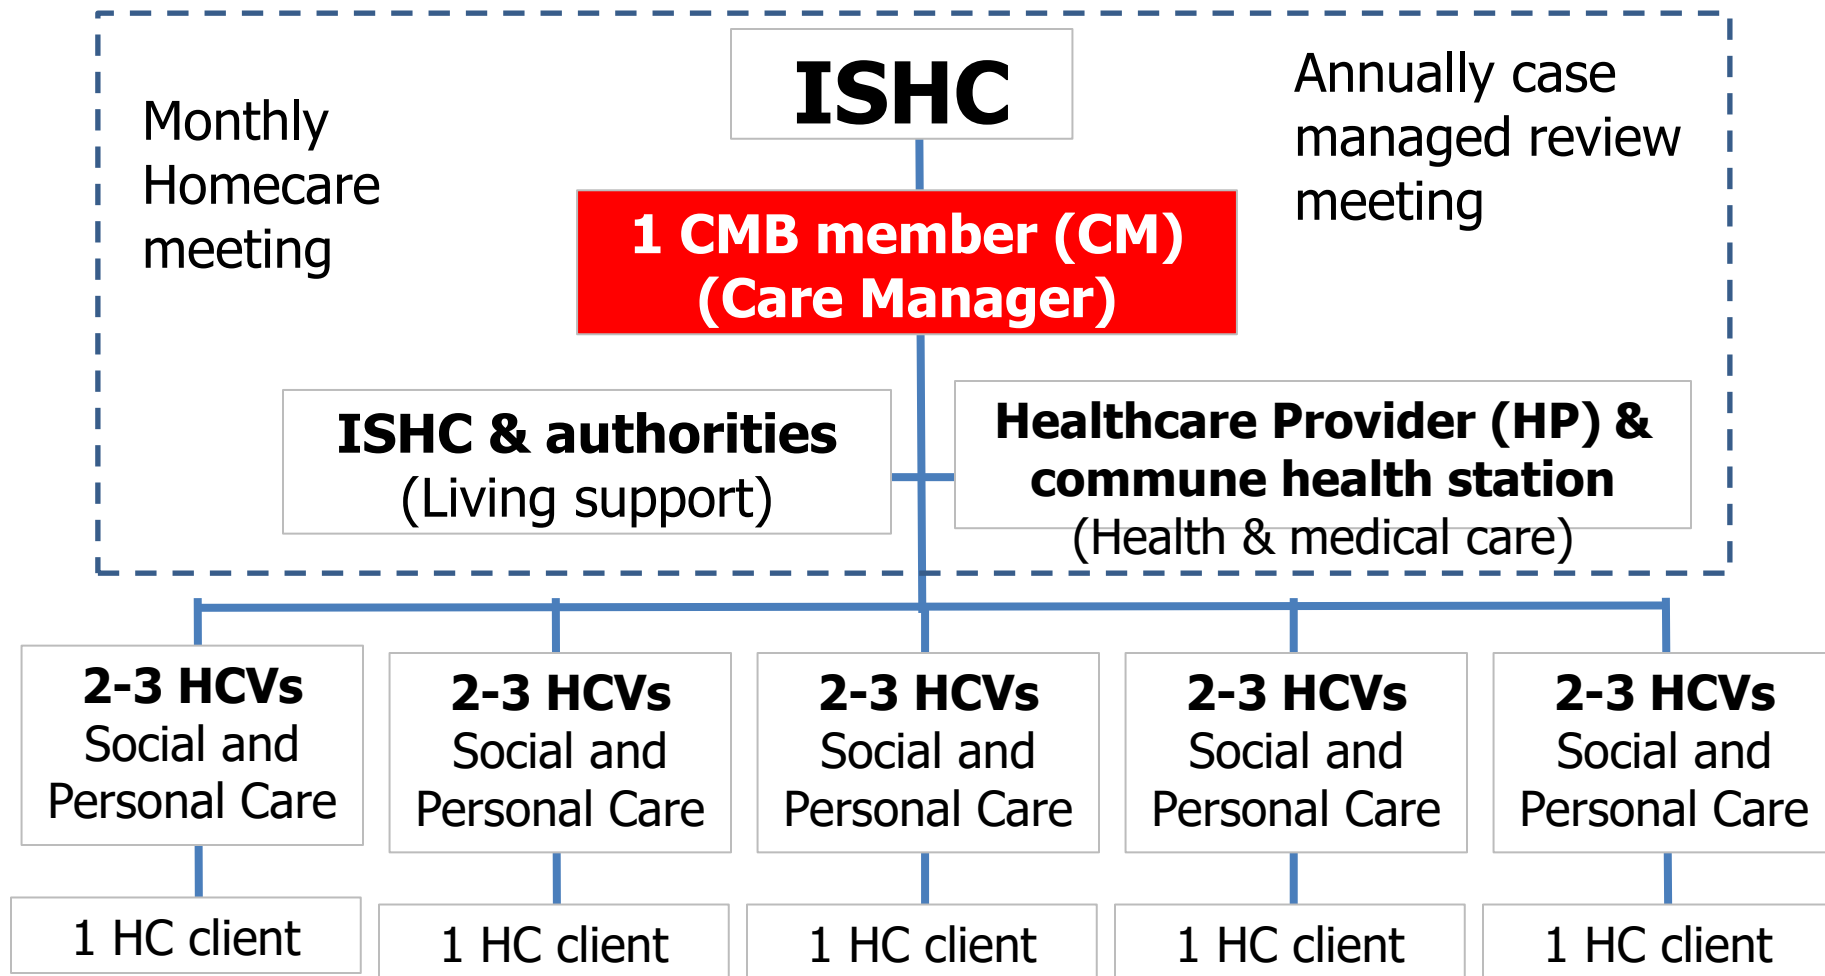 ISHC
Monthly
Homecare
meeting
Annually case
managed review
meeting
1 CMB member (CM)
(Care Manager)
ISHC & authorities
(Living support)
Healthcare Provider (HP) &
commune health station
(Health & medical care)
2-3 HCVs
Social and
Personal Care
2-3 HCVs
Social and
Personal Care
2-3 HCVs
Social and
Personal Care
2-3 HCVs
Social and
Personal Care
2-3 HCVs
Social and
Personal Care
1 HC client
1 HC client
1 HC client
1 HC client
1 HC client